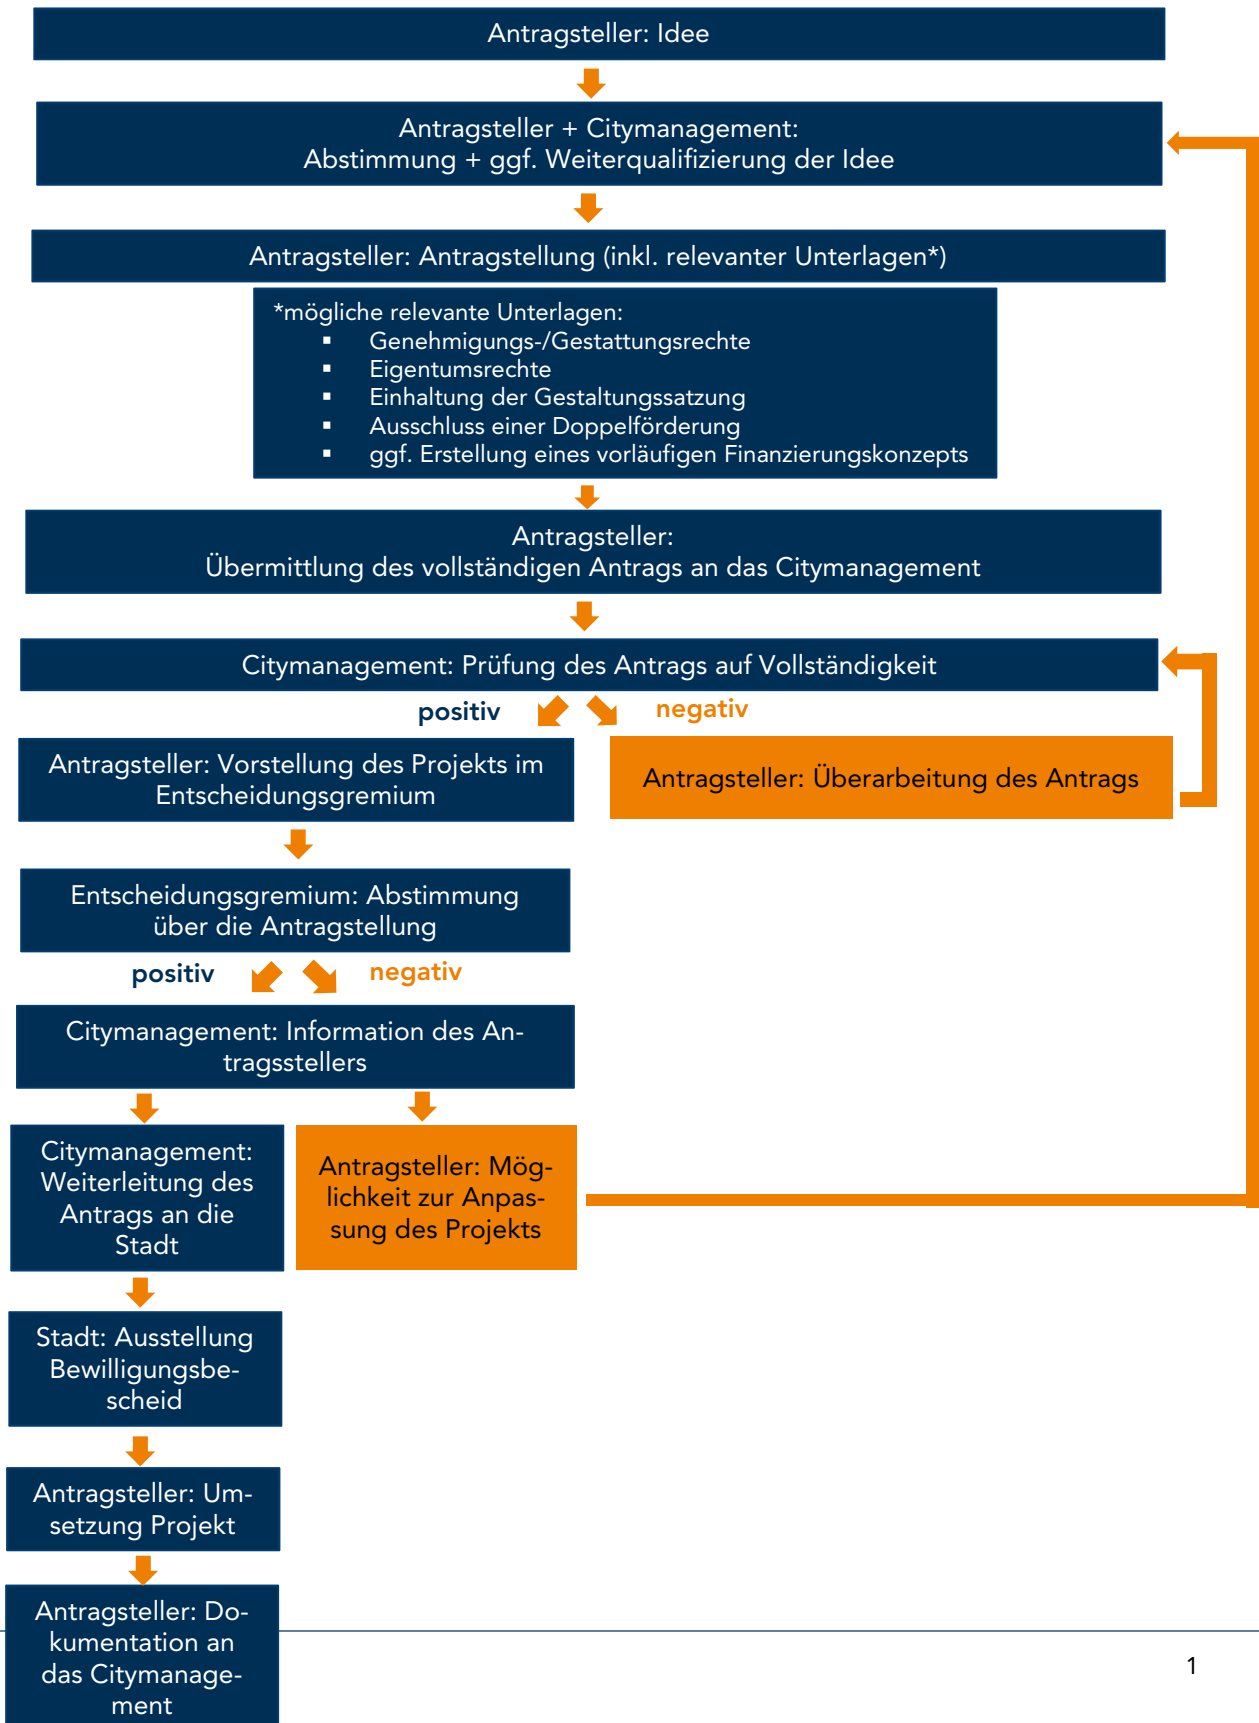 Antragsteller: Idee
Antragsteller + Citymanagement:
Abstimmung + ggf. Weiterqualifizierung der Idee
Antragsteller: Antragstellung (inkl. relevanter Unterlagen*)
*mögliche relevante Unterlagen:
▪ Genehmigungs-/Gestattungsrechte
▪ Eigentumsrechte
▪ Einhaltung der Gestaltungssatzung
▪ Ausschluss einer Doppelförderung
▪ ggf. Erstellung eines vorläufigen Finanzierungskonzepts
Antragsteller:
Übermittlung des vollständigen Antrags an das Citymanagement
Citymanagement: Prüfung des Antrags auf Vollständigkeit
positiv negativ
Antragsteller: Vorstellung des Projekts im
Entscheidungsgremium
Antragsteller: Überarbeitung des Antrags
Entscheidungsgremium: Abstimmung
über die Antragstellung
positiv negativ
Citymanagement: Information des An-
tragsstellers
Citymanagement:
Weiterleitung des
Antrags an die
Stadt
Antragsteller: Mög-
lichkeit zur Anpas-
sung des Projekts
Stadt: Ausstellung
Bewilligungsbe-
scheid
Antragsteller: Um-
setzung Projekt
Antragsteller: Do-
kumentation an
das Citymanage-
ment
1